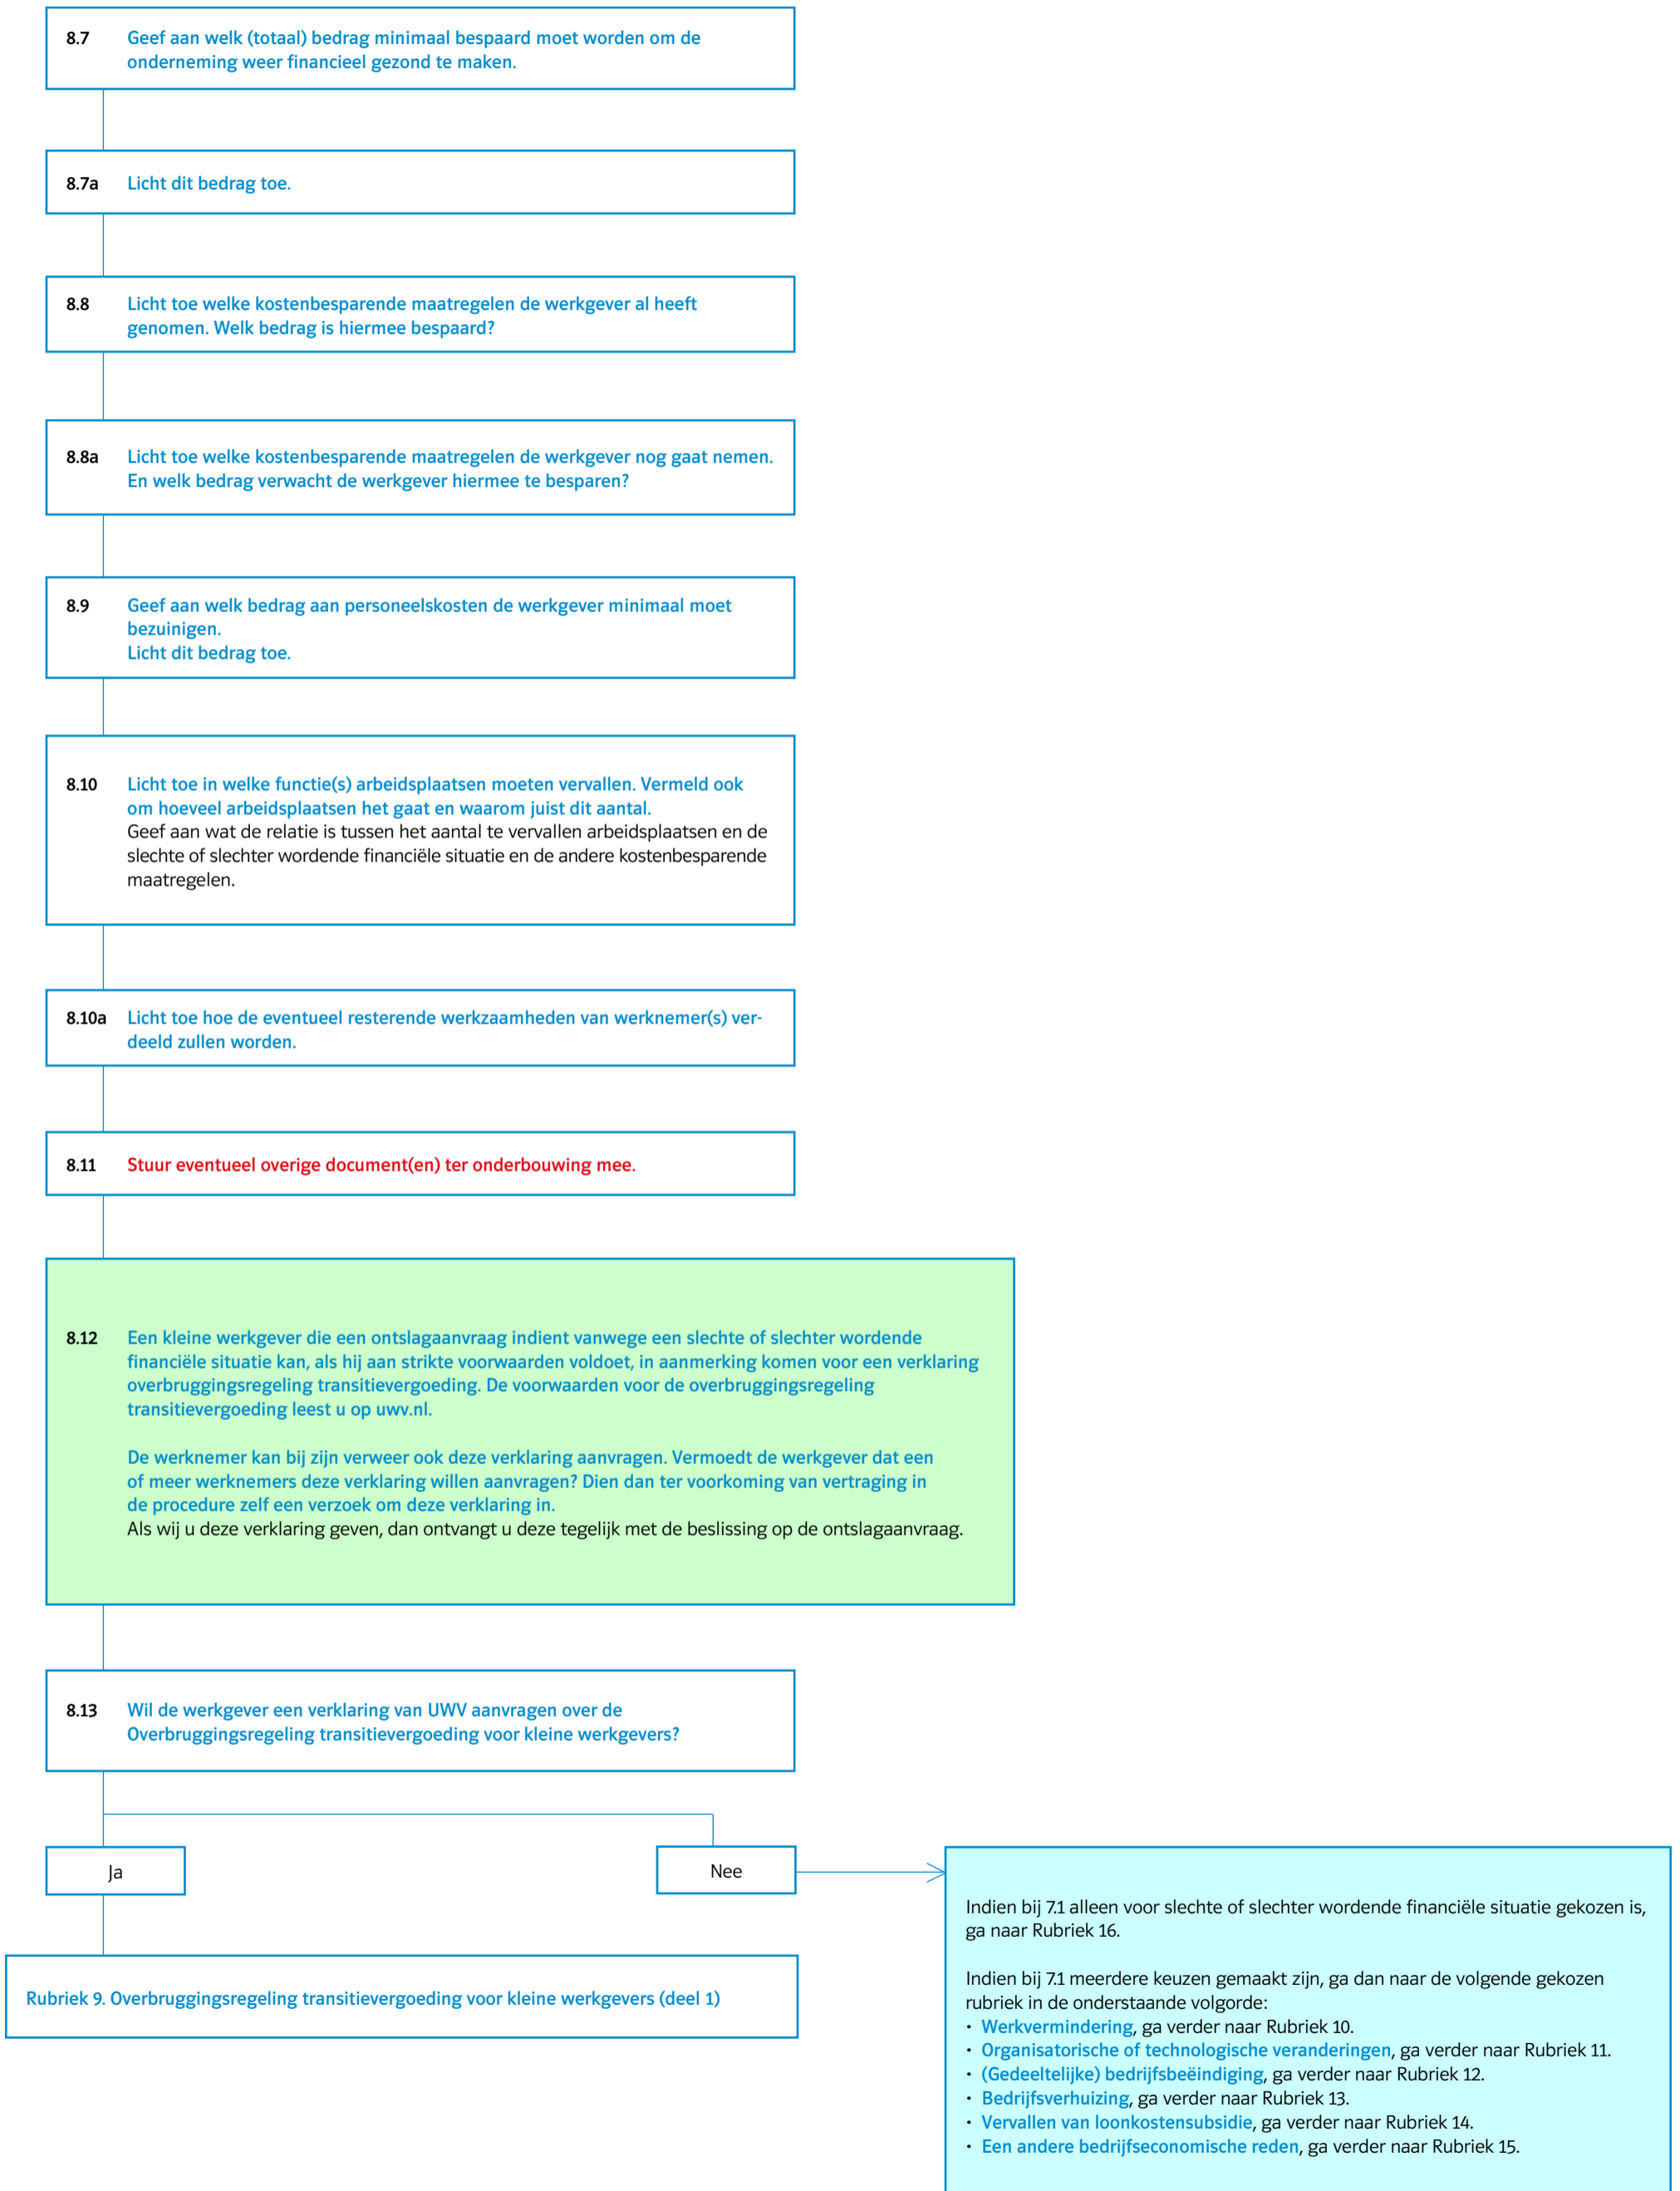 8.7 Geef aan welk (totaal) bedrag minimaal bespaard moet worden om de
onderneming weer financieel gezond te maken.
8.7a Licht dit bedrag toe.
8.8 Licht toe welke kostenbesparende maatregelen de werkgever al heeft
genomen. Welk bedrag is hiermee bespaard?
8.8a Licht toe welke kostenbesparende maatregelen de werkgever nog gaat nemen.
En welk bedrag verwacht de werkgever hiermee te besparen?
8.9 Geef aan welk bedrag aan personeelskosten de werkgever minimaal moet
bezuinigen.
Licht dit bedrag toe.
8.10 Licht toe in welke functie(s) arbeidsplaatsen moeten vervallen. Vermeld ook
om hoeveel arbeidsplaatsen het gaat en waarom juist dit aantal.
Geef aan wat de relatie is tussen het aantal te vervallen arbeidsplaatsen en de
slechte of slechter wordende financiële situatie en de andere kostenbesparende
maatregelen.
8.10a Licht toe hoe de eventueel resterende werkzaamheden van werknemer(s) ver-
deeld zullen worden.
8.11 Stuur eventueel overige document(en) ter onderbouwing mee.
8.12 Een kleine werkgever die een ontslagaanvraag indient vanwege een slechte of slechter wordende
financiële situatie kan, als hij aan strikte voorwaarden voldoet, in aanmerking komen voor een verklaring
overbruggingsregeling transitievergoeding. De voorwaarden voor de overbruggingsregeling
transitievergoeding leest u op uwv.nl.
De werknemer kan bij zijn verweer ook deze verklaring aanvragen. Vermoedt de werkgever dat een
of meer werknemers deze verklaring willen aanvragen? Dien dan ter voorkoming van vertraging in
de procedure zelf een verzoek om deze verklaring in.
Als wij u deze verklaring geven, dan ontvangt u deze tegelijk met de beslissing op de ontslagaanvraag.
8.13 Wil de werkgever een verklaring van UWV aanvragen over de
Overbruggingsregeling transitievergoeding voor kleine werkgevers?
Ja
Nee
Rubriek 9. Overbruggingsregeling transitievergoeding voor kleine werkgevers (deel 1)
Indien bij 7.1 alleen voor slechte of slechter wordende financiële situatie gekozen is,
ga naar Rubriek 16.
Indien bij 7.1 meerdere keuzen gemaakt zijn, ga dan naar de volgende gekozen
rubriek in de onderstaande volgorde:
• Werkvermindering, ga verder naar Rubriek 10.
• Organisatorische of technologische veranderingen, ga verder naar Rubriek 11.
• (Gedeeltelijke) bedrijfsbeëindiging, ga verder naar Rubriek 12.
• Bedrijfsverhuizing, ga verder naar Rubriek 13.
• Vervallen van loonkostensubsidie, ga verder naar Rubriek 14.
• Een andere bedrijfseconomische reden, ga verder naar Rubriek 15.